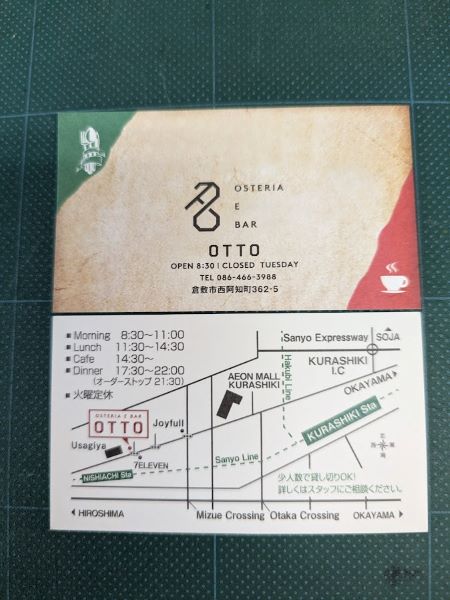 OSTERIA
E
BAR
OTTO
OPEN 8:30 | CLOSED TUESDAY
TEL 086-466-3988
倉敷市西阿知町362-5
■ Morning 8:30〜11:00
■ Lunch 11:30〜14:30
■ Cafe 14:30〜
■ Dinner 17:30〜22:00
(オーダーストップ 21:30)
■ 火曜定休
Sanyo Expressway
SOJA
KURASHIKI
I.C
Hakubi Line
AEON MALL
KURASHIKI
OKAYAMA
OSTERIA E BAR
OTTO
Joyfull
Usagiya
7ELEVEN
KURASHIKI Sta
Sanyo Line
NISHIACHI Sta
少人数で貸し切りOK!
詳しくはスタッフにご相談ください。
HIROSHIMA
Mizue Crossing
Otaka Crossing
OKAYAMA